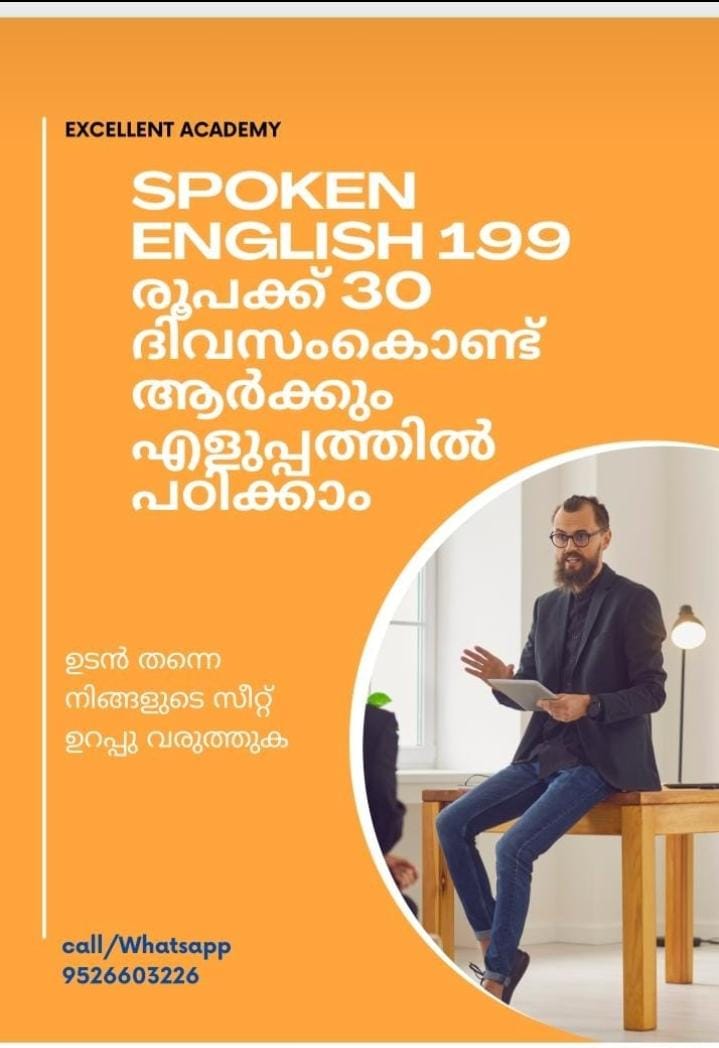 EXCELLENT ACADEMY
SPOKEN
ENGLISH 199
രൂപക്ക് 30
ദിവസംകൊണ്ട്
ആർക്കും
എളുപ്പത്തിൽ
പഠിക്കാം
ഉടൻ തന്നെ
നിങ്ങളുടെ സീറ്റ്
ഉറപ്പു വരുത്തുക
call/Whatsapp
9526603226